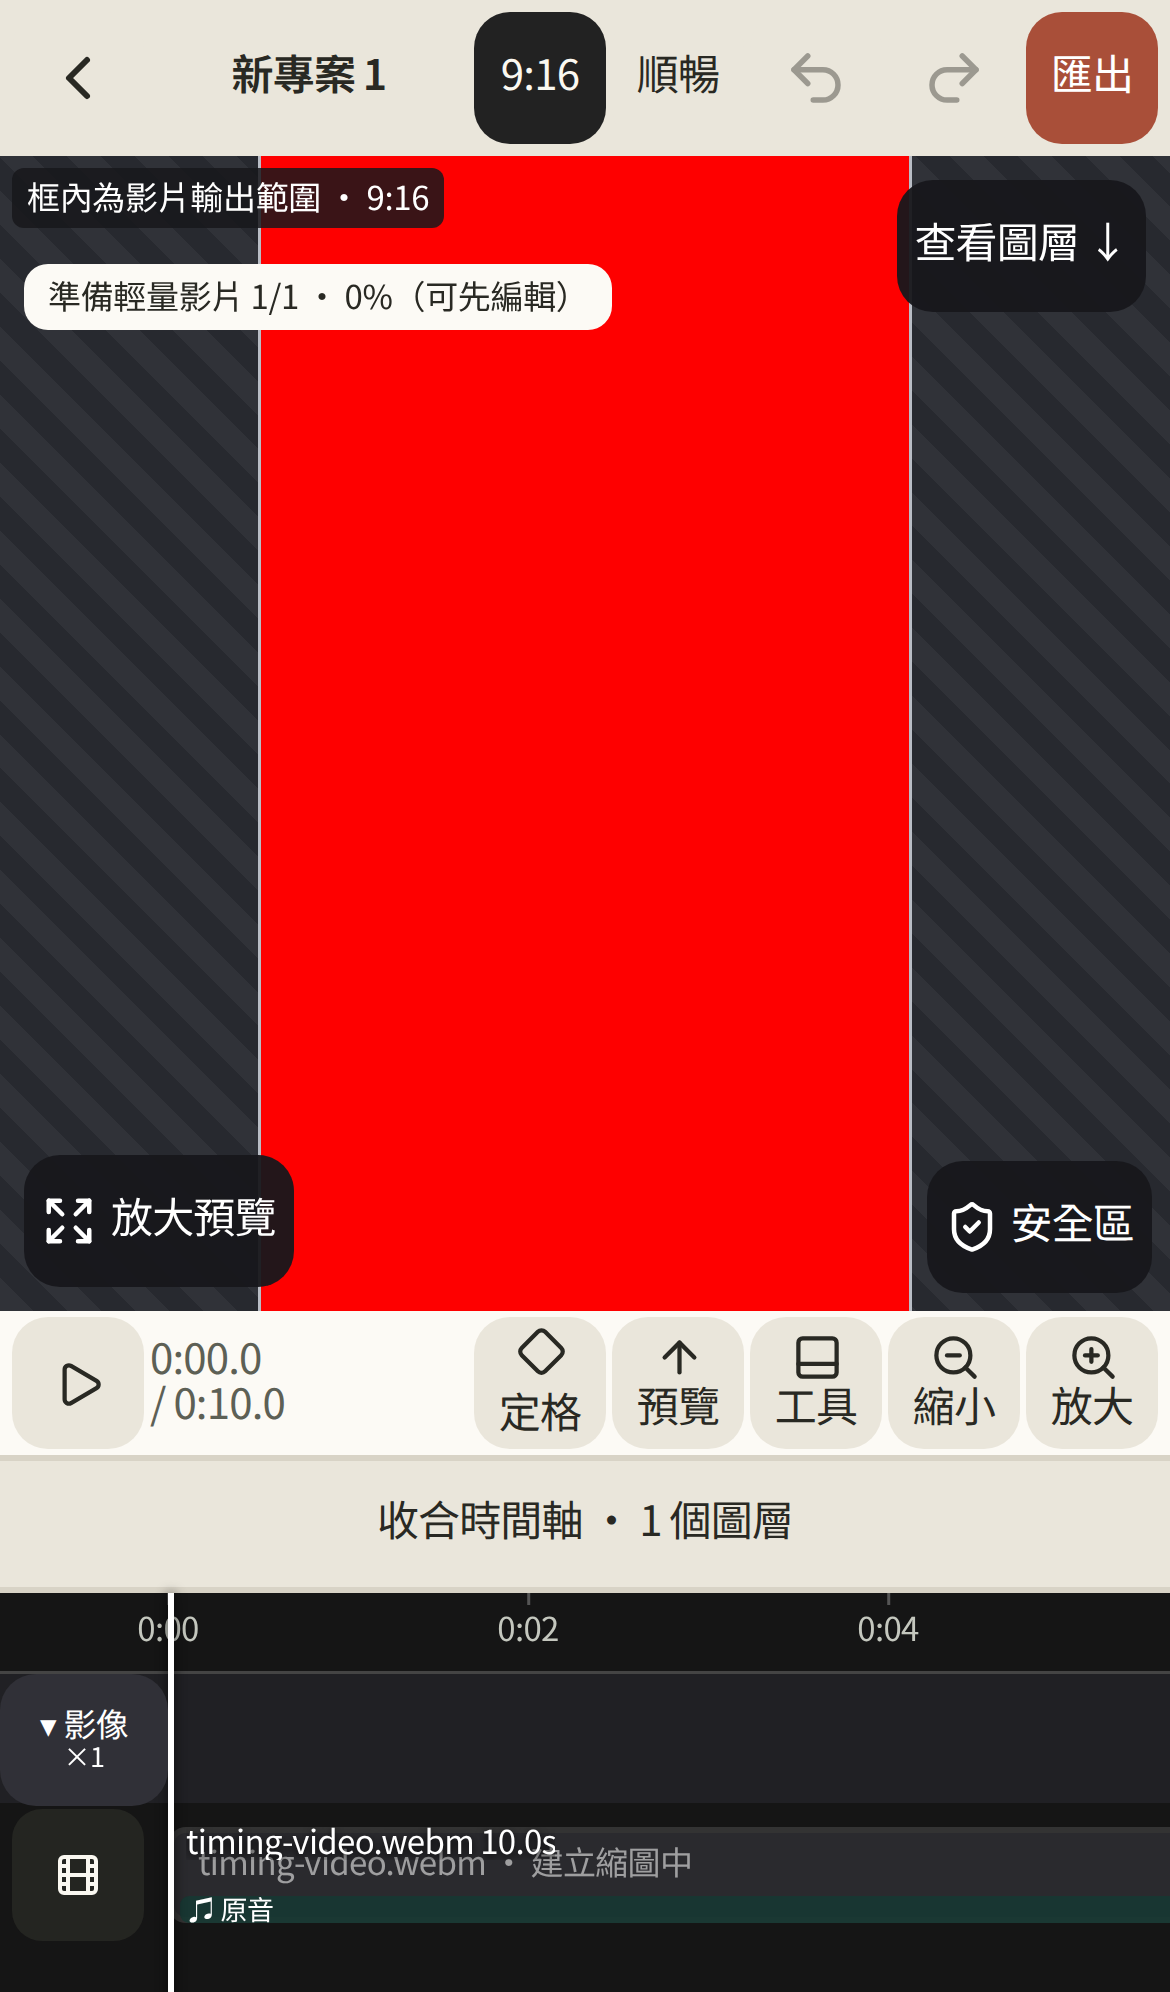 新專案 1
9:16
順暢
匯出
框內為影片輸出範圍 · 9:16
查看圖層 ↓
準備輕量影片 1/1 · 0%（可先編輯）
放大預覽
安全區
0:00.0
/ 0:10.0
定格
預覽
工具
縮小
放大
收合時間軸 · 1 個圖層
0:00
0:02
0:04
▾ 影像
×1
timing-video.webm 10.0s
timing-video.webm · 建立縮圖中
♫ 原音